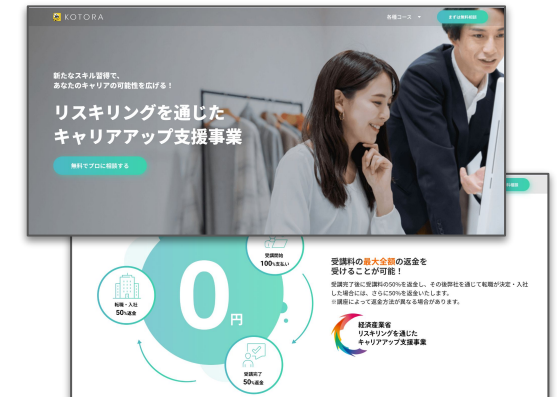 KOTORA
各種コース
まずは無料相談
新たなスキル習得で、
あなたのキャリアの可能性を広げる！
リスキリングを通じた
キャリアアップ支援事業
無料でプロに相談する
受講開始
100%支払い
転職・入社
50%返金
0円
受講完了
50%返金
受講料の最大全額の返金を
受けることが可能！
受講完了後に受講料の50%を返金し、その後弊社を通じて転職が決定・入社
した場合には、さらに50%を返金いたします。
※講座によって返金方法が異なる場合があります。
経済産業省
リスキリングを通じた
キャリアアップ支援事業